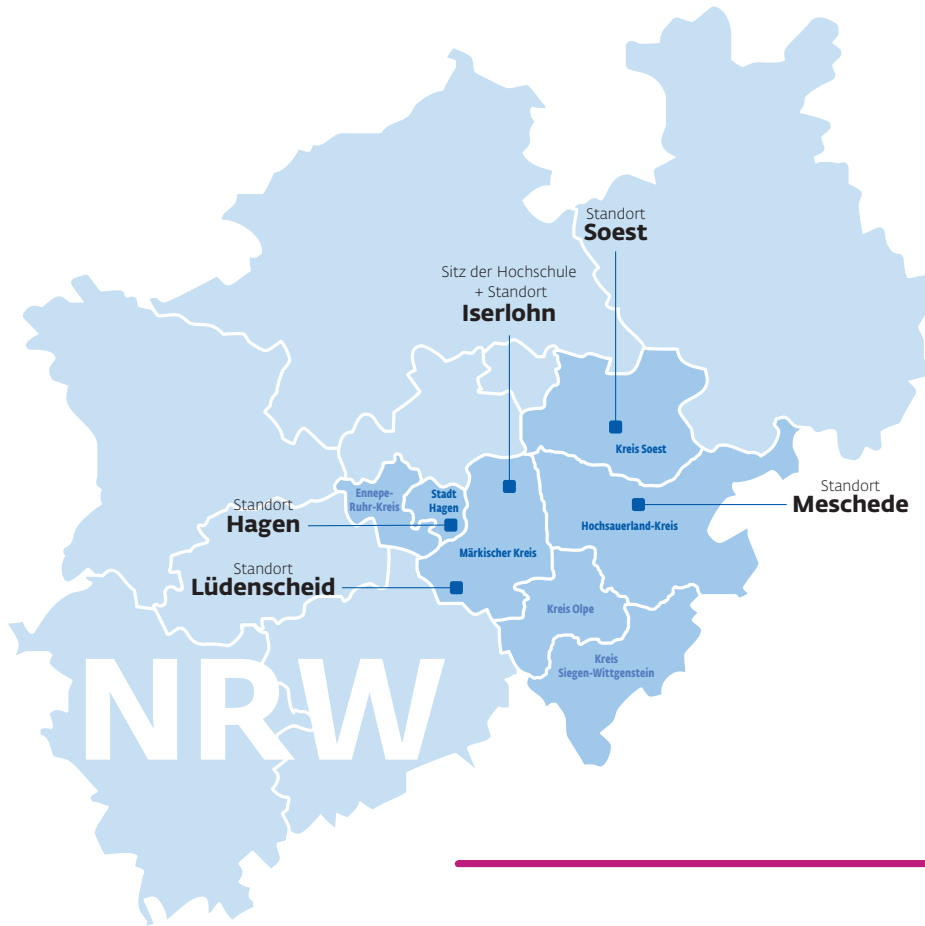 Standort
Soest
Sitz der Hochschule
+ Standort
Iserlohn
Kreis Soest
Standort
Meschede
Ennepe-
Ruhr-Kreis
Stadt
Hagen
Standort
Hagen
Hochsauerland-Kreis
Märkischer Kreis
Standort
Lüdenscheid
Kreis Olpe
Kreis
Siegen-Wittgenstein
NRW